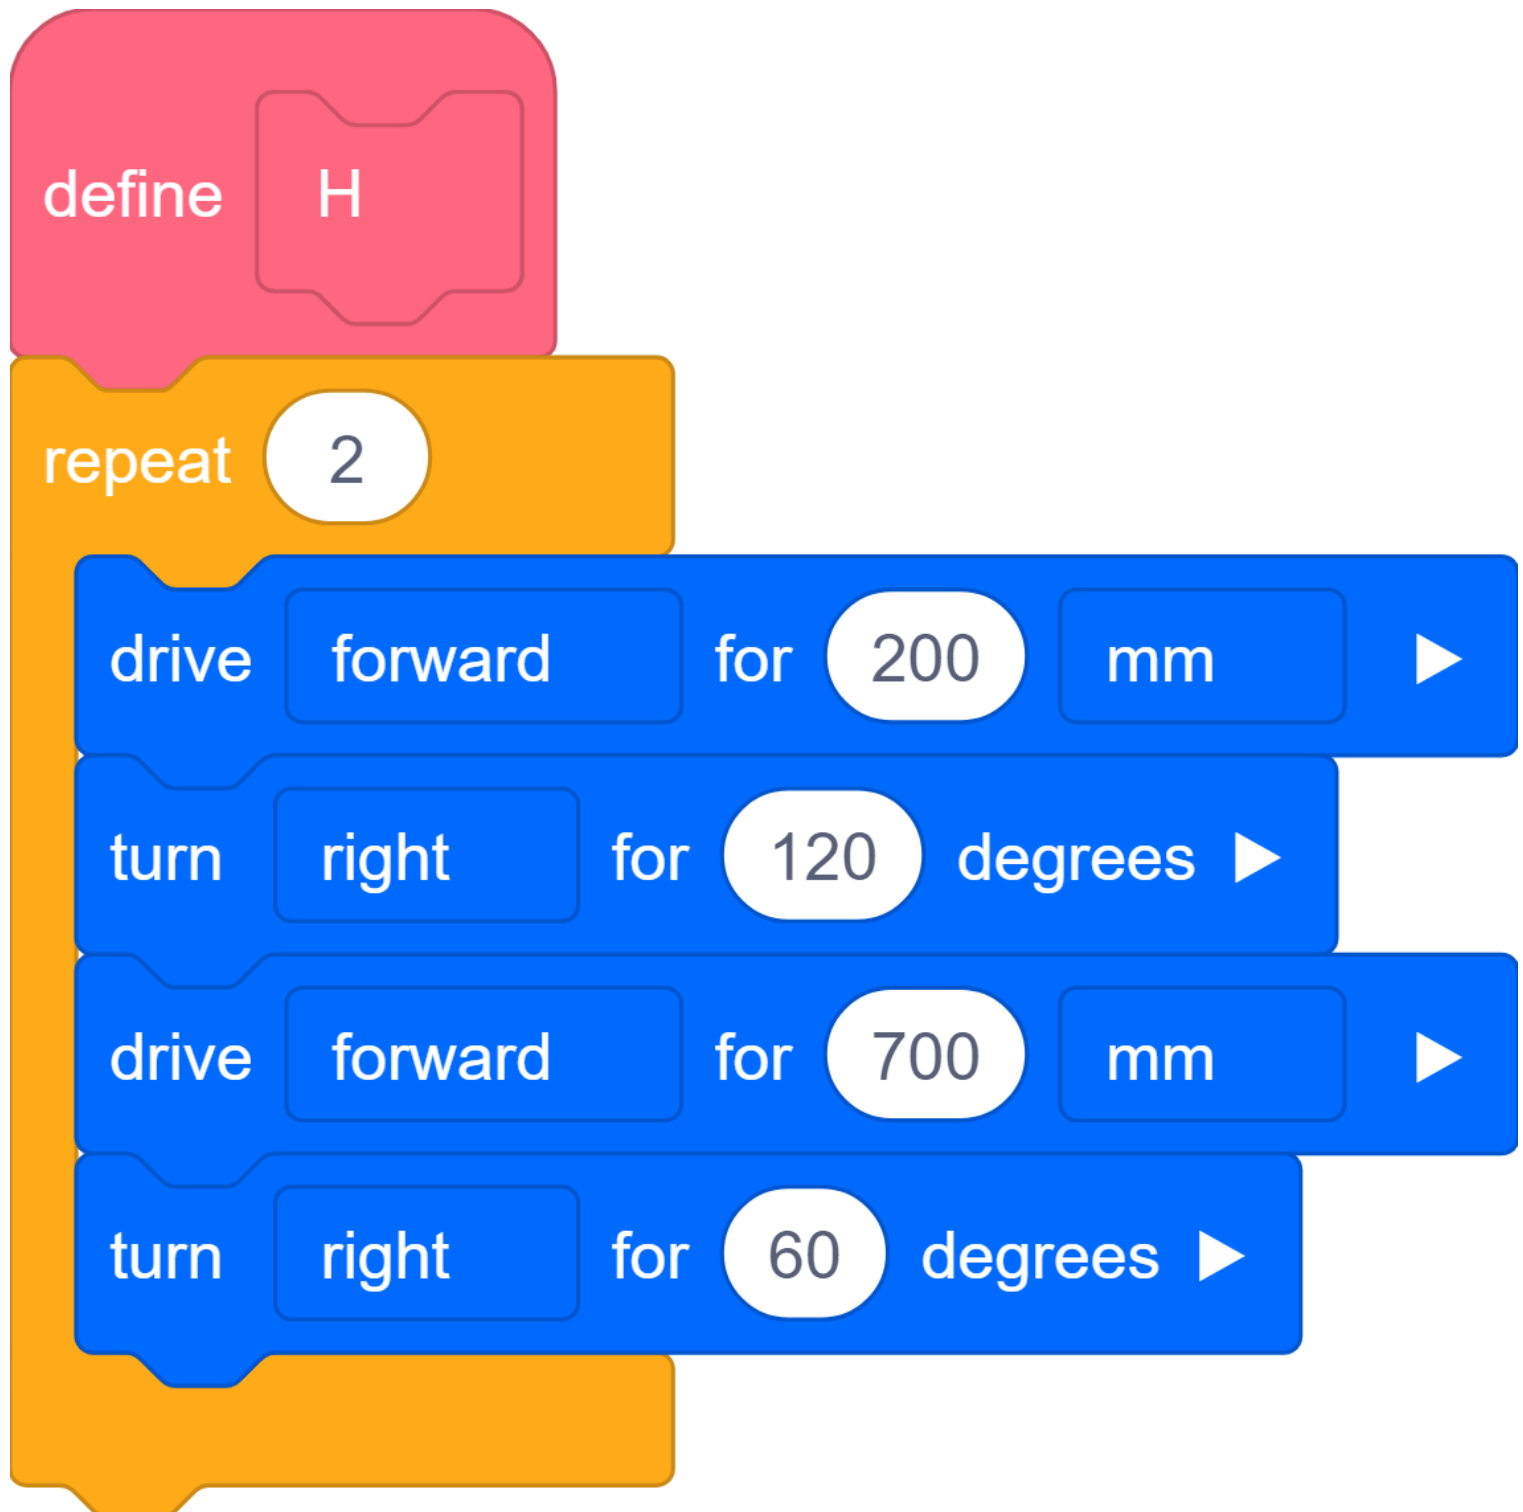 define H
repeat 2
drive forward for 200 mm
turn right for 120 degrees
drive forward for 700 mm
turn right for 60 degrees